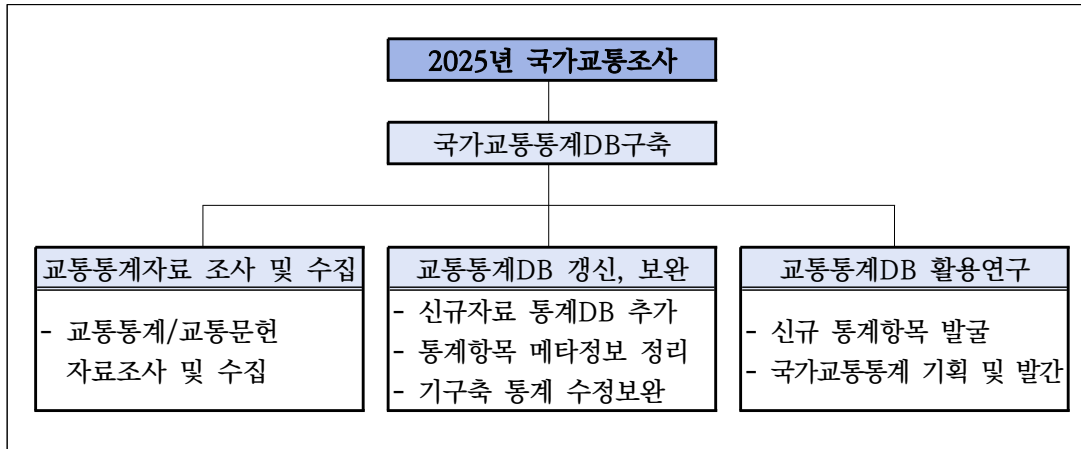 2025년 국가교통조사
국가교통통계DB구축
교통통계자료 조사 및 수집
- 교통통계/교통문헌
자료조사 및 수집
교통통계DB 갱신, 보완
- 신규자료 통계DB 추가
- 통계항목 메타정보 정리
- 기구축 통계 수정보완
교통통계DB 활용연구
- 신규 통계항목 발굴
- 국가교통통계 기획 및 발간